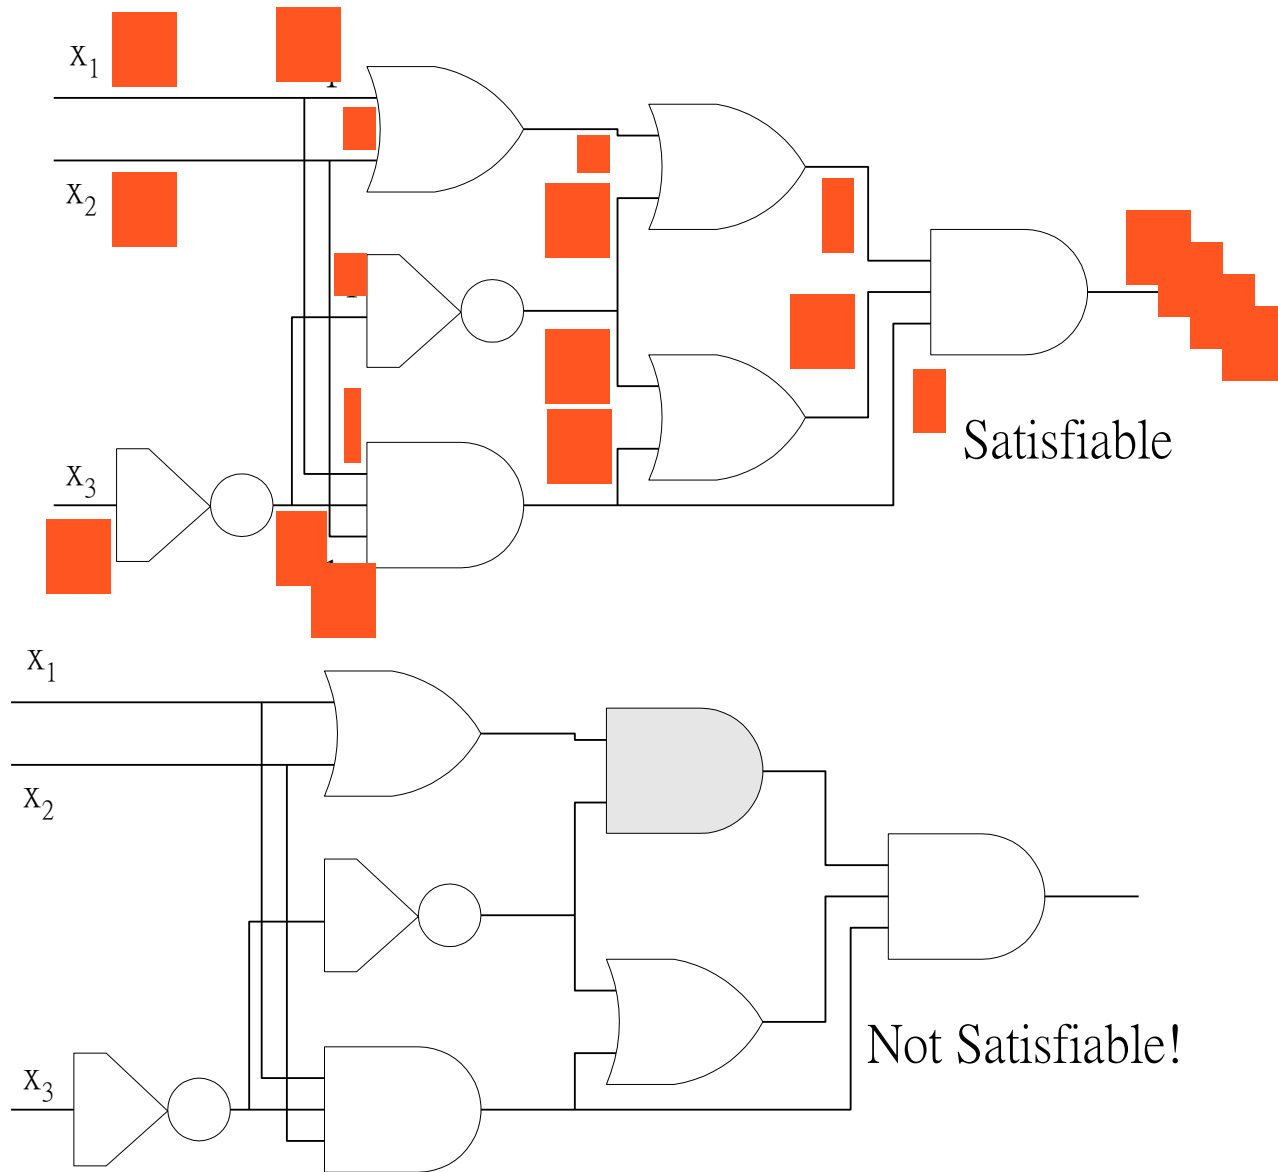 x₁
x₂
x₃
Satisfiable
x₁
x₂
x₃
Not Satisfiable!